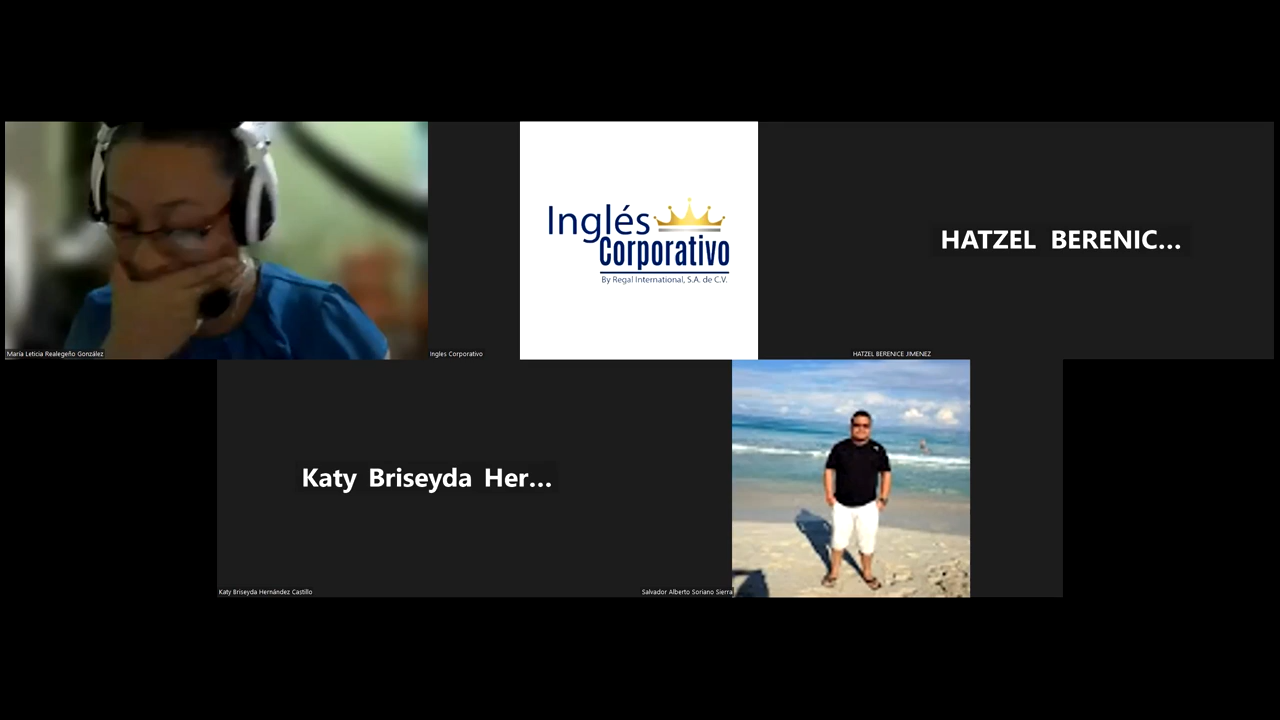 Inglés
Corporativo
By Regal International, S.A. de C.V.
HATZEL BERENIC...
María Leticia Realegeño González
Ingles Corporativo
HATZEL BERENICE JIMENEZ
Katy Briseyda Her...
Katy Briseyda Hernández Castillo
Salvador Alberto Soriano Sierra